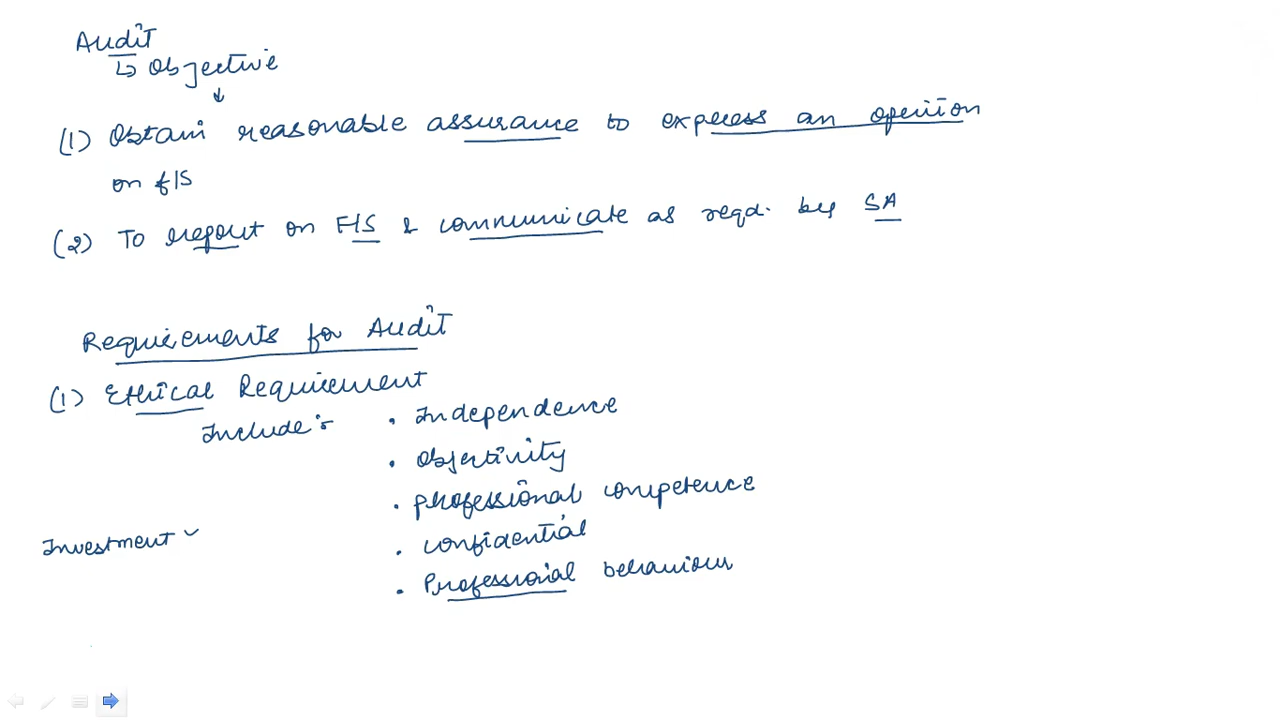 Audit
↳ Objective
↓
(1) Obtain reasonable assurance to express an opinion
on f/S
(2) To report on F/S & communicate as reqd. by SA
Requirements for Audit
(1) Ethical Requirement
Include :
• Independence
• Objectivity
• professional competence
• confidential
• Professional behaviour
Investment